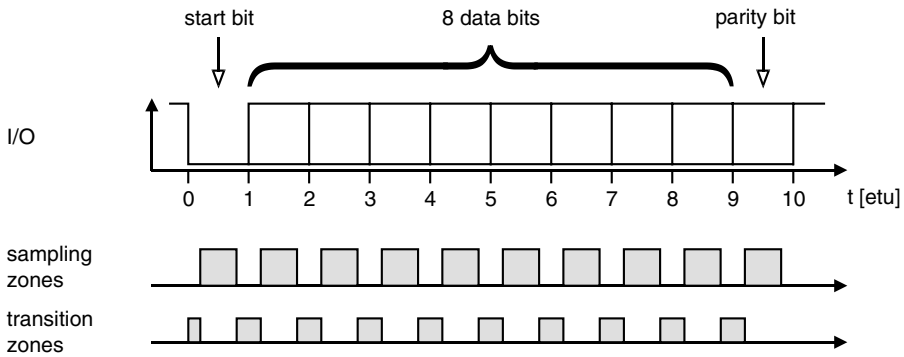 start bit 8 data bits parity bit
I/O
0 1 2 3 4 5 6 7 8 9 10 t [etu]
sampling
zones
transition
zones